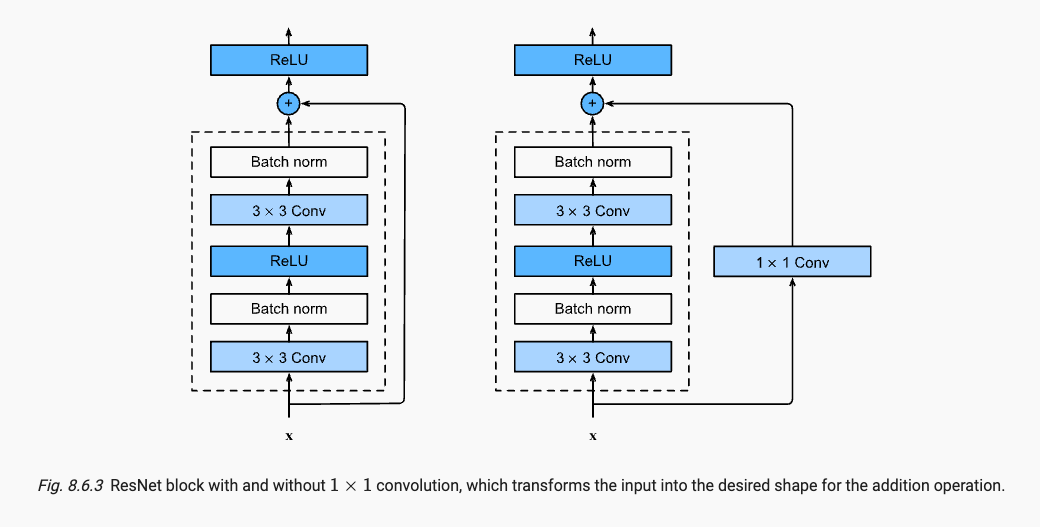 ReLU
+
Batch norm
3 × 3 Conv
ReLU
Batch norm
3 × 3 Conv
x
ReLU
+
Batch norm
3 × 3 Conv
ReLU
Batch norm
3 × 3 Conv
x
1 × 1 Conv
Fig. 8.6.3 ResNet block with and without 1 × 1 convolution, which transforms the input into the desired shape for the addition operation.